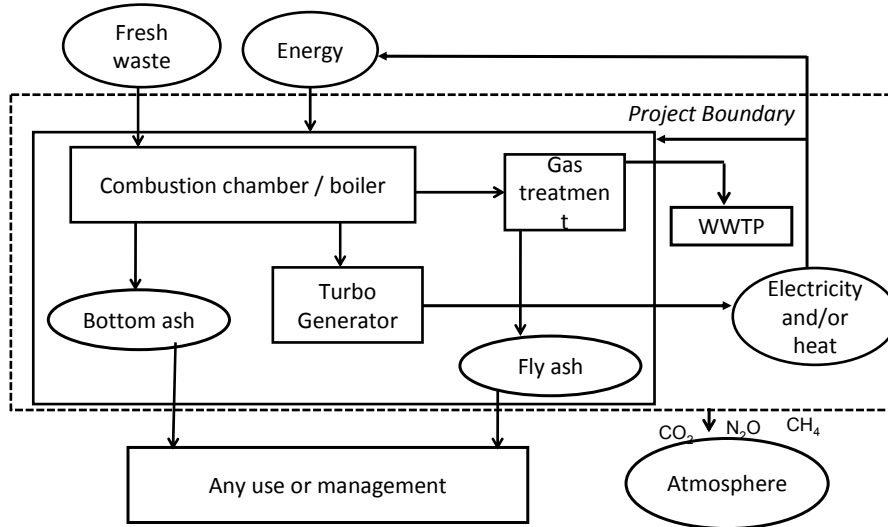 Fresh
waste
Energy
Project Boundary
Combustion chamber / boiler
Gas
treatmen
t
WWTP
Bottom ash
Turbo
Generator
Electricity
and/or
heat
Fly ash
CO₂
N₂O
CH₄
Any use or management
Atmosphere